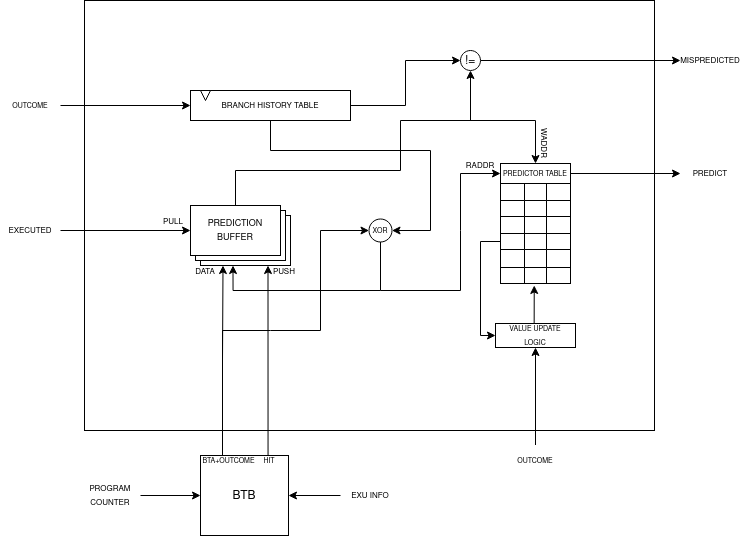 MISPREDICTED
!=
OUTCOME
BRANCH HISTORY TABLE
WADDR
RADDR
PREDICTOR TABLE
PREDICT
EXECUTED
PULL
PREDICTION
BUFFER
XOR
DATA
PUSH
VALUE UPDATE
LOGIC
OUTCOME
BTA+OUTCOME
HIT
PROGRAM
COUNTER
BTB
EXU INFO